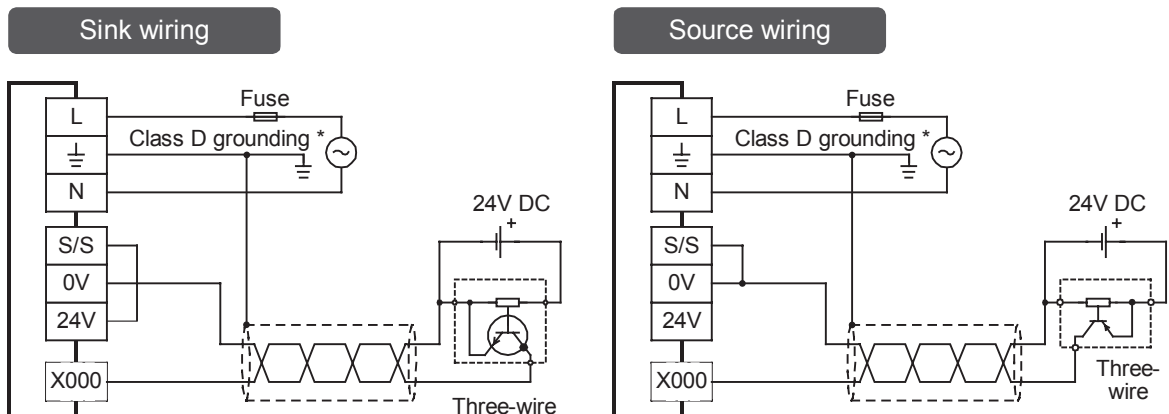 Sink wiring
L
Fuse
Class D grounding *
N
24V DC
+
S/S
0V
24V
X000
Three-wire
Source wiring
L
Fuse
Class D grounding *
N
24V DC
+
S/S
0V
24V
X000
Three-
wire